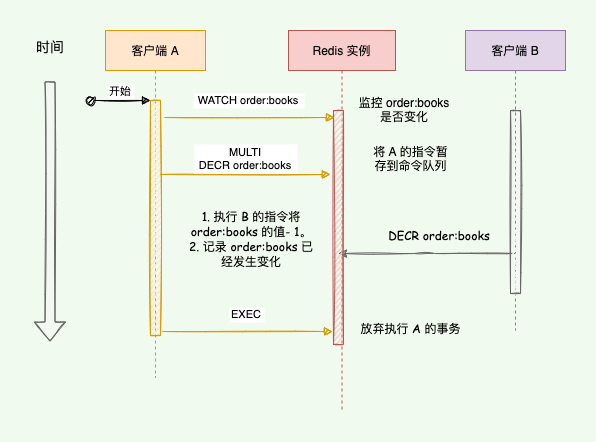 时间
客户端 A
Redis 实例
客户端 B
开始
WATCH order:books
监控 order:books
是否变化
MULTI
DECR order:books
将 A 的指令暂
存到命令队列
1. 执行 B 的指令将
order:books 的值- 1。
2. 记录 order:books 已
经发生变化
DECR order:books
EXEC
放弃执行 A 的事务